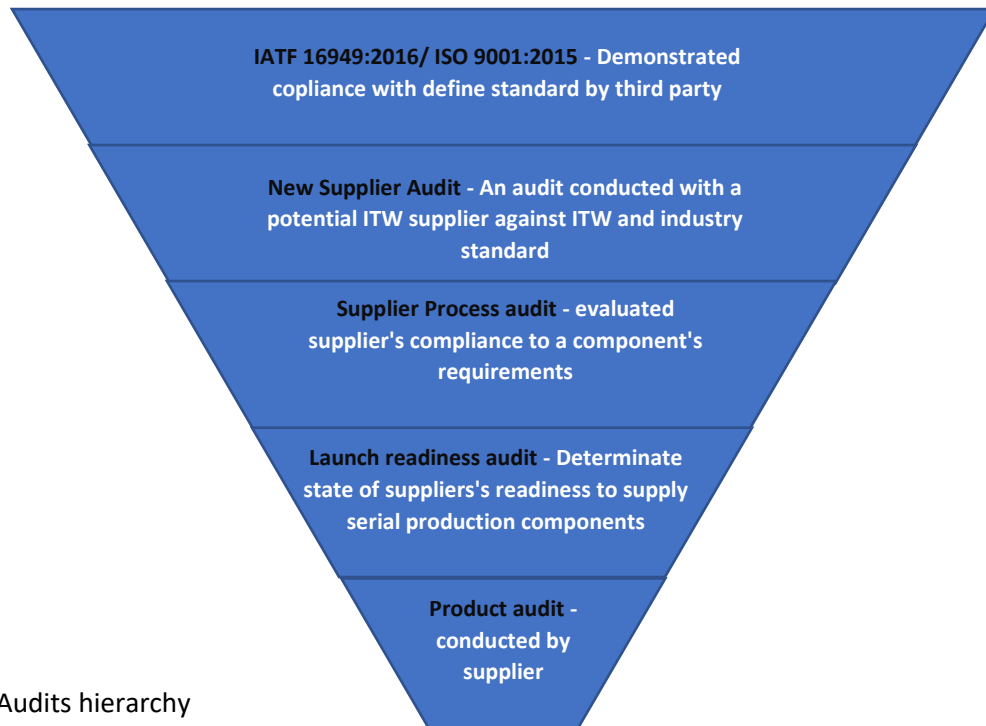 IATF 16949:2016/ ISO 9001:2015 - Demonstrated
copliance with define standard by third party
New Supplier Audit - An audit conducted with a
potential ITW supplier against ITW and industry
standard
Supplier Process audit - evaluated
supplier's compliance to a component's
requirements
Launch readiness audit - Determinate
state of suppliers's readiness to supply
serial production components
Product audit -
conducted by
supplier
Audits hierarchy